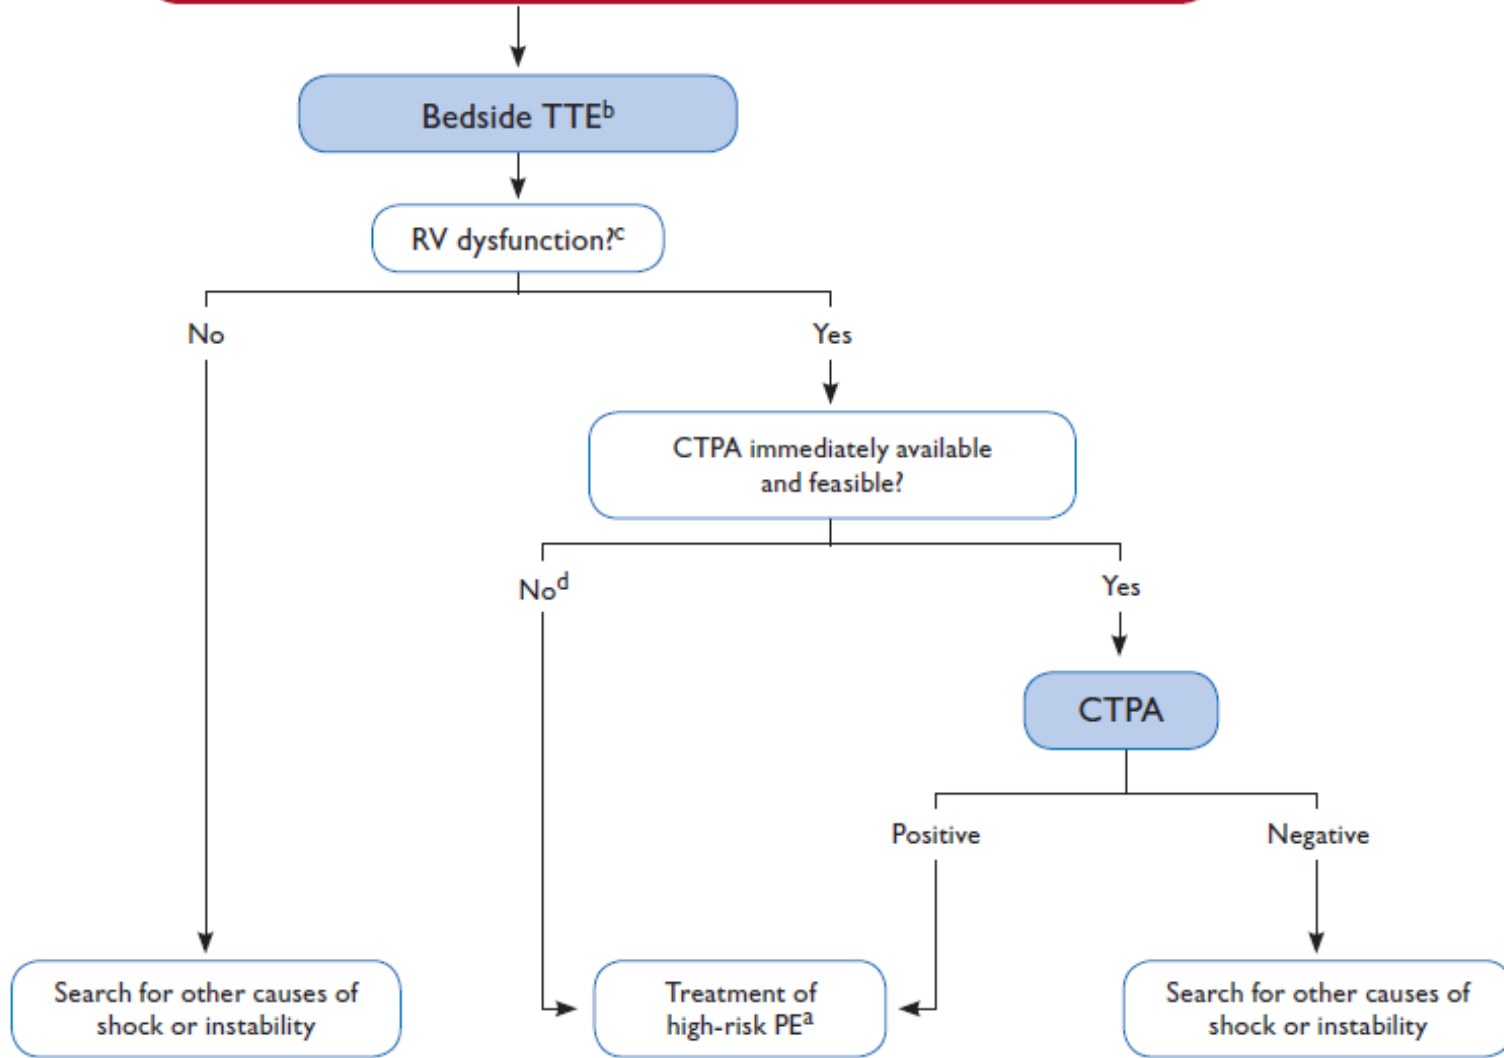 Bedside TTEᵇ
RV dysfunction?ᶜ
No
Yes
CTPA immediately available
and feasible?
Noᵈ
Yes
CTPA
Positive
Negative
Search for other causes of
shock or instability
Treatment of
high-risk PEᵃ
Search for other causes of
shock or instability